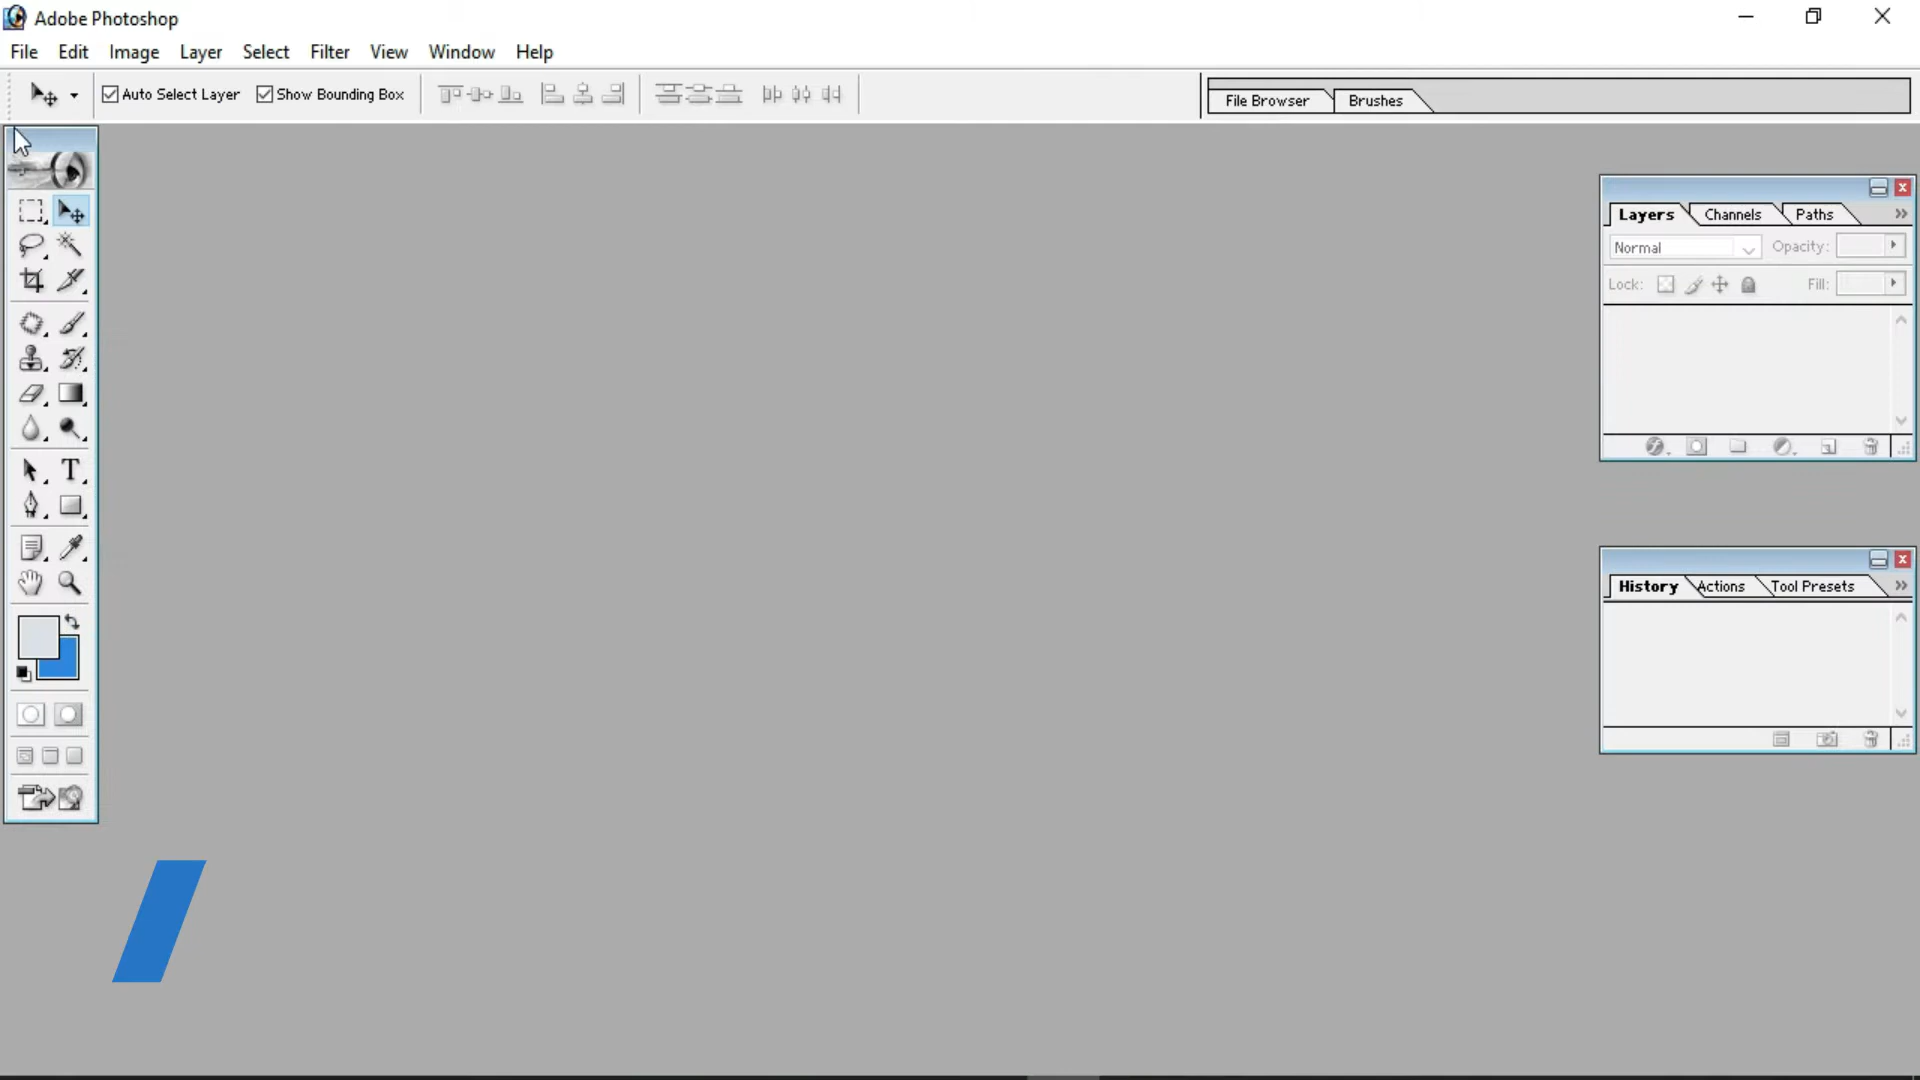 Adobe Photoshop
File Edit Image Layer Select Filter View Window Help
Auto Select Layer Show Bounding Box File Browser Brushes
Layers Channels Paths
Normal Opacity:
Lock: Fill:
T
History Actions Tool Presets